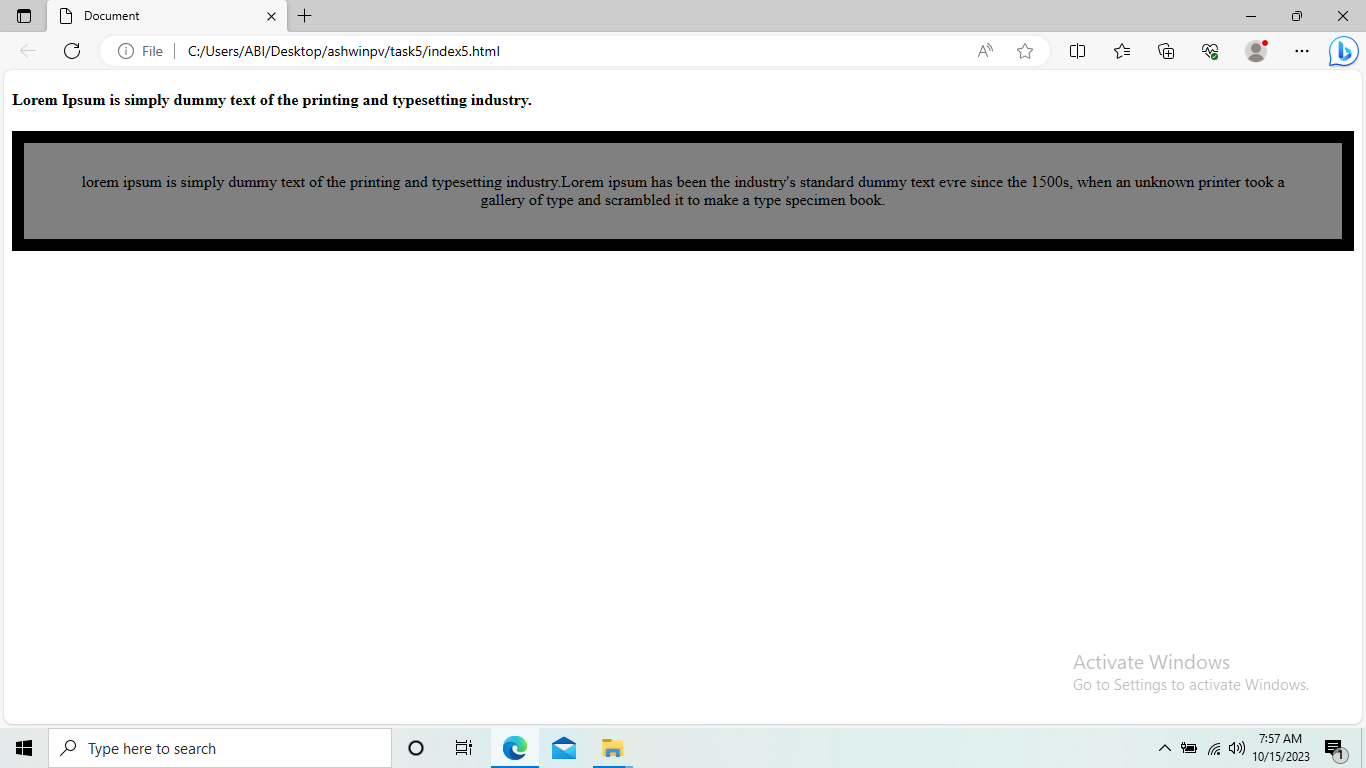 Document
File
C:/Users/ABI/Desktop/ashwinpv/task5/index5.html
Lorem Ipsum is simply dummy text of the printing and typesetting industry.
lorem ipsum is simply dummy text of the printing and typesetting industry.Lorem ipsum has been the industry's standard dummy text evre since the 1500s, when an unknown printer took a
gallery of type and scrambled it to make a type specimen book.
Activate Windows
Go to Settings to activate Windows.
Type here to search
7:57 AM
10/15/2023
1